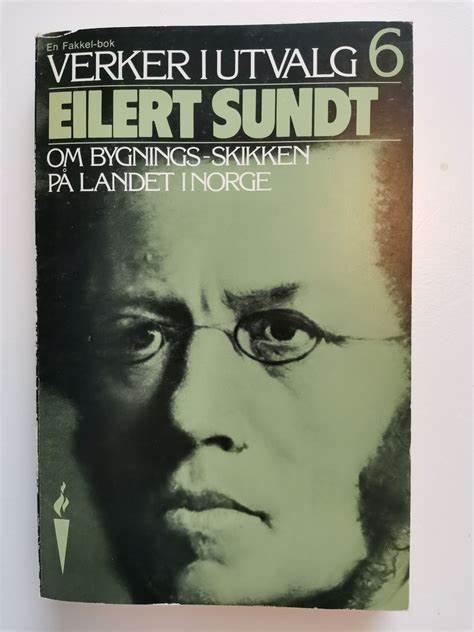 En Fakkel-bok
VERKER I UTVALG 6
EILERT SUNDT
OM BYGNINGS-SKIKKEN
PÅ LANDET I NORGE